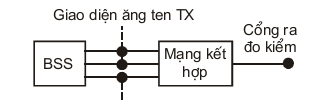 Giao diện ăng ten TX
Cổng ra
đo kiểm
BSS
Mạng kết
hợp